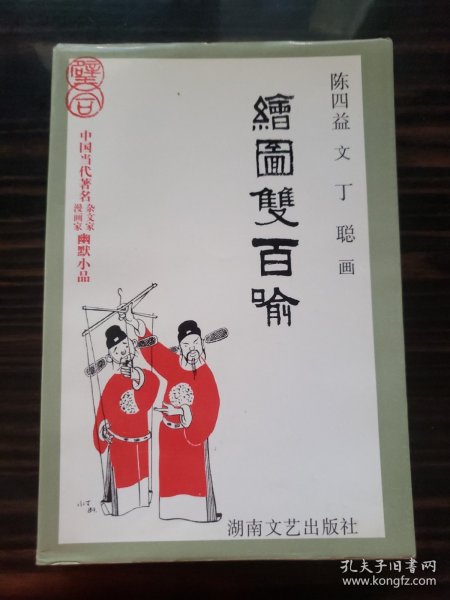 陈四益 文 丁聪 画
繪圖雙百喻
璧合
中国当代著名杂文家漫画家幽默小品
小丁
湖南文艺出版社
孔夫子旧书网
www.kongfz.com